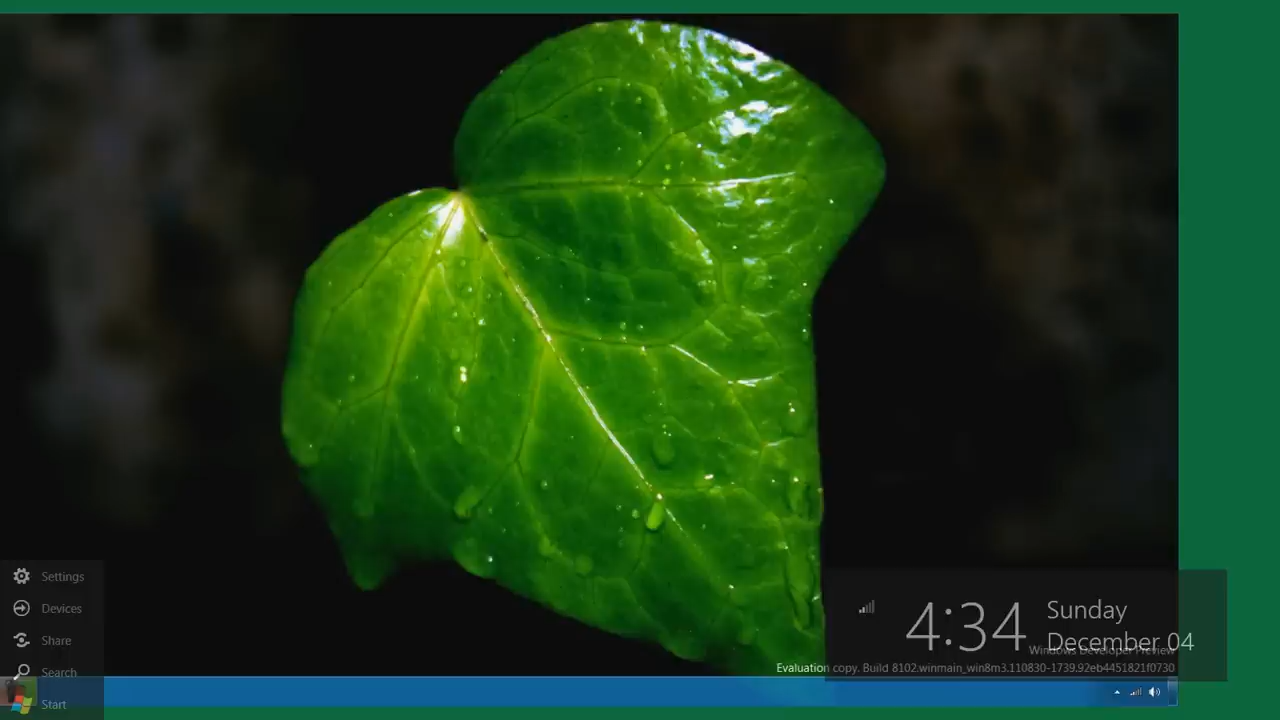 Settings
Devices
Share
Search
Start
4:34
Sunday
December 04
Windows Developer Preview
Evaluation copy. Build 8102.winmain_win8m3.110830-1739.92eb4451821f0730